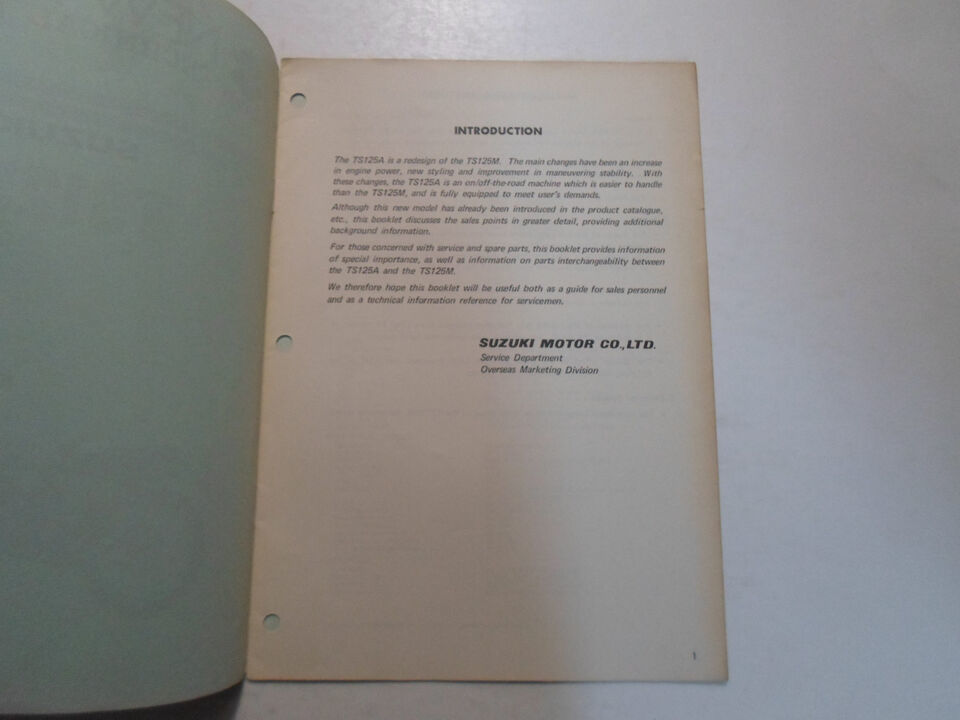 INTRODUCTION
The TS125A is a redesign of the TS125M. The main changes have been an increase
in engine power, new styling and improvement in maneuvering stability. With
these changes, the TS125A is an on/off-the-road machine which is easier to handle
than the TS125M, and is fully equipped to meet user's demands.
Although this new model has already been introduced in the product catalogue,
etc., this booklet discusses the sales points in greater detail, providing additional
background information.
For those concerned with service and spare parts, this booklet provides information
of special importance, as well as information on parts interchangeability between
the TS125A and the TS125M.
We therefore hope this booklet will be useful both as a guide for sales personnel
and as a technical information reference for servicemen.
SUZUKI MOTOR CO.,LTD.
Service Department
Overseas Marketing Division
1